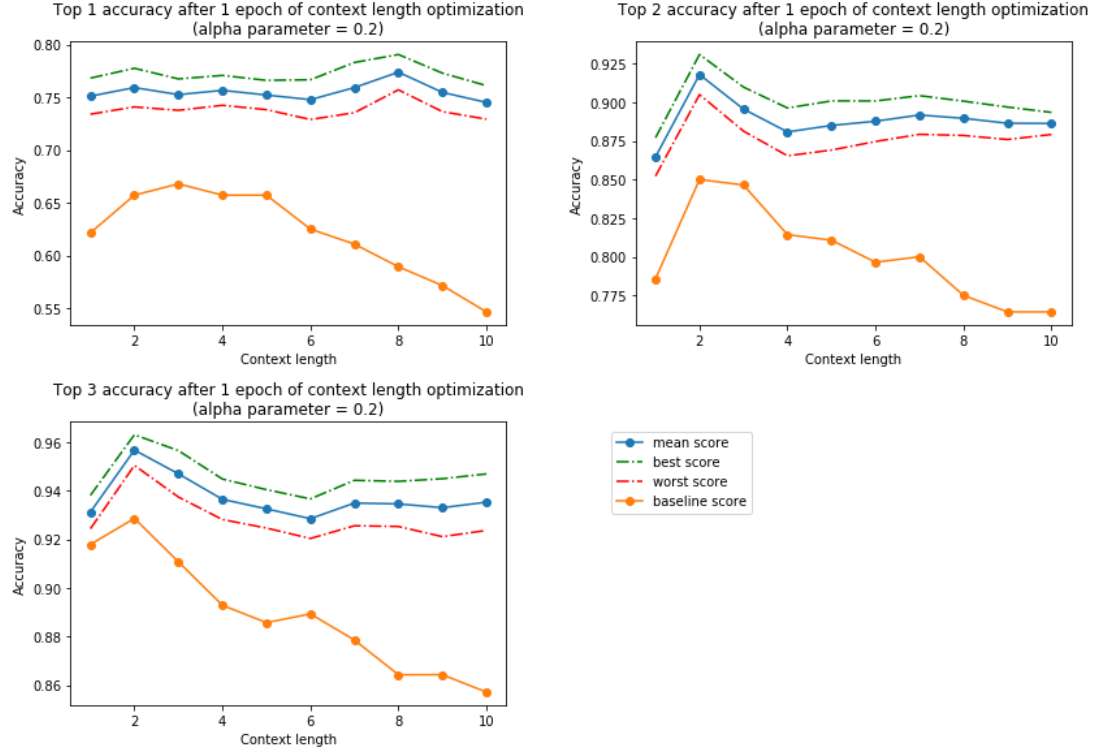 Top 1 accuracy after 1 epoch of context length optimization
(alpha parameter = 0.2)
0.80
0.75
0.70
0.65
0.60
0.55
Accuracy
2
4
6
8
10
Context length
Top 2 accuracy after 1 epoch of context length optimization
(alpha parameter = 0.2)
0.925
0.900
0.875
0.850
0.825
0.800
0.775
Accuracy
2
4
6
8
10
Context length
Top 3 accuracy after 1 epoch of context length optimization
(alpha parameter = 0.2)
0.96
0.94
0.92
0.90
0.88
0.86
Accuracy
2
4
6
8
10
Context length
mean score
best score
worst score
baseline score